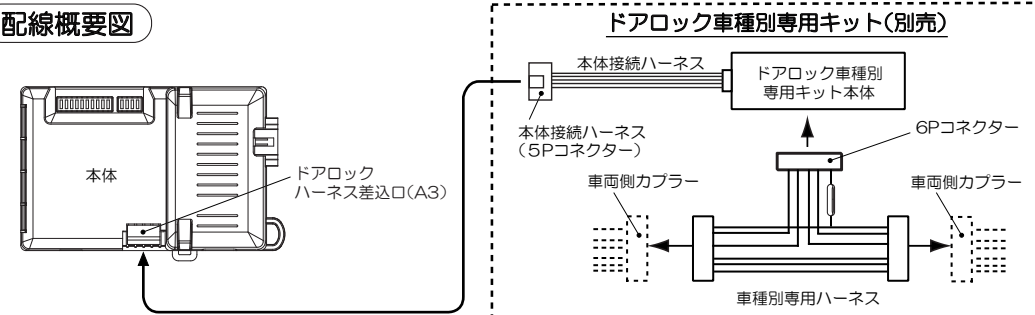 配線概要図
ドアロック車種別専用キット(別売)
本体接続ハーネス
ドアロック車種別
専用キット本体
本体接続ハーネス
(5Pコネクター)
6Pコネクター
本体
ドアロック
ハーネス差込口(A3)
車両側カプラー
車両側カプラー
車種別専用ハーネス